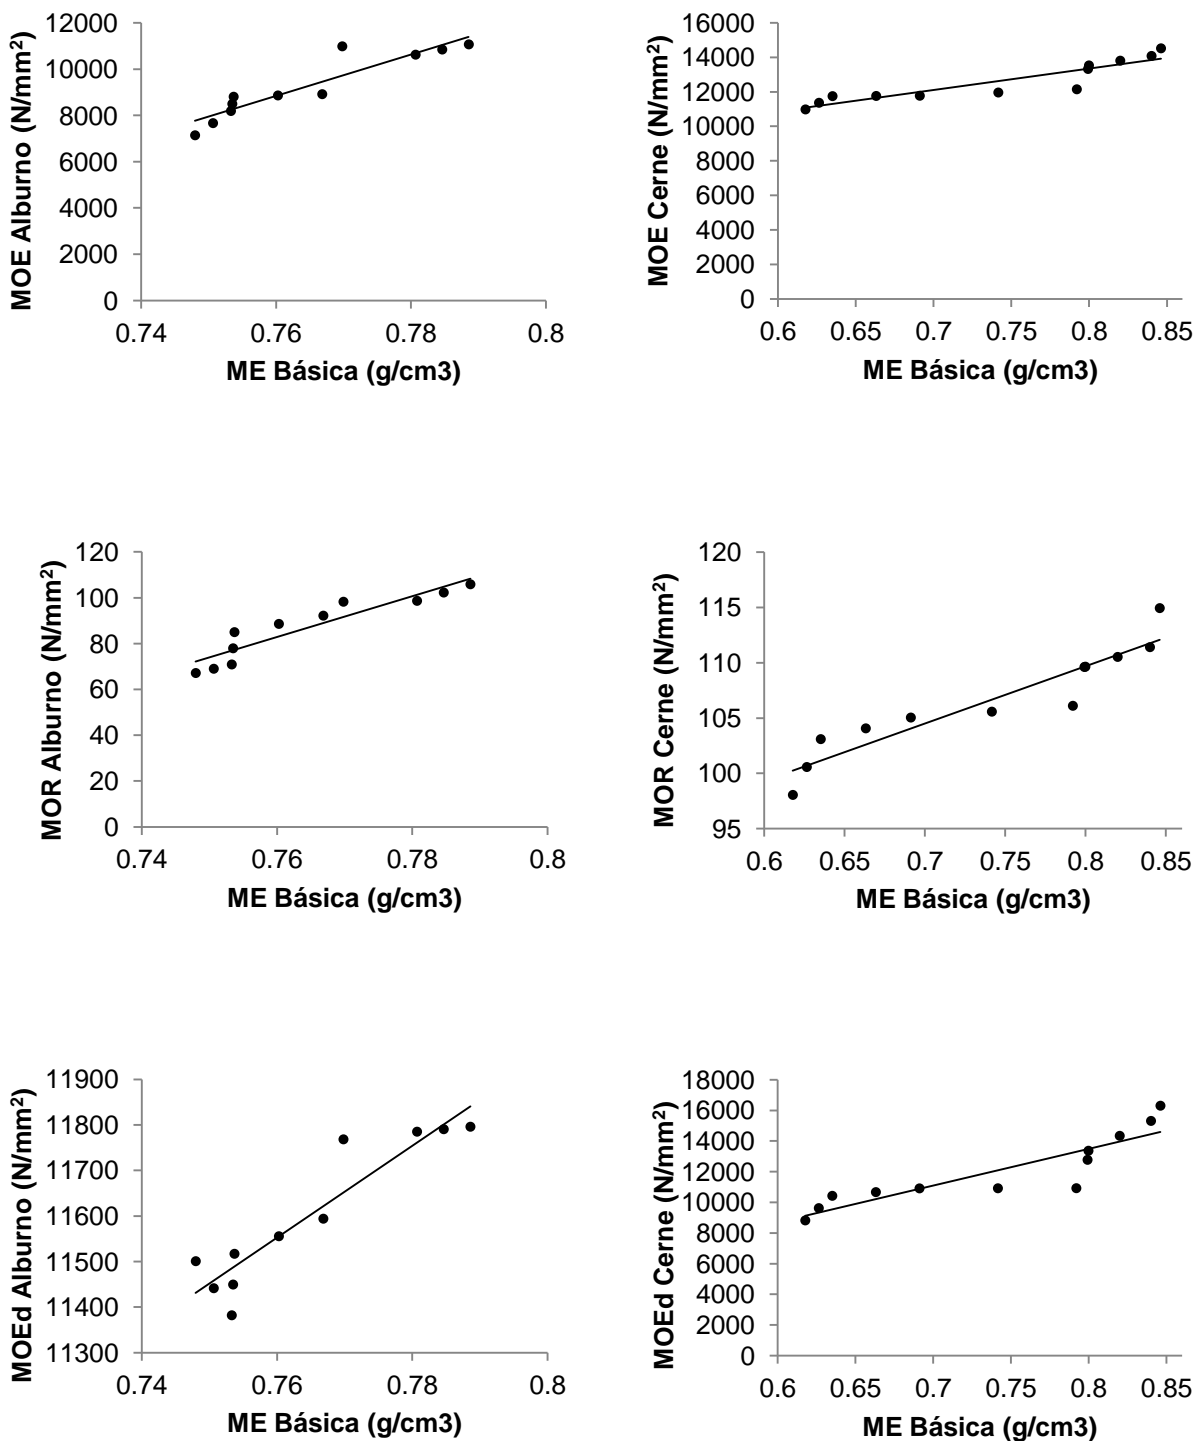 MOE Alburno (N/mm²)
12000
10000
8000
6000
4000
2000
0
0.74 0.76 0.78 0.8
ME Básica (g/cm3)
MOE Cerne (N/mm²)
16000
14000
12000
10000
8000
6000
4000
2000
0
0.6 0.65 0.7 0.75 0.8 0.85
ME Básica (g/cm3)
MOR Alburno (N/mm²)
120
100
80
60
40
20
0
0.74 0.76 0.78 0.8
ME Básica (g/cm3)
MOR Cerne (N/mm²)
120
115
110
105
100
95
0.6 0.65 0.7 0.75 0.8 0.85
ME Básica (g/cm3)
MOEd Alburno (N/mm²)
11900
11800
11700
11600
11500
11400
11300
0.74 0.76 0.78 0.8
ME Básica (g/cm3)
MOEd Cerne (N/mm²)
18000
16000
14000
12000
10000
8000
6000
4000
2000
0
0.6 0.65 0.7 0.75 0.8 0.85
ME Básica (g/cm3)